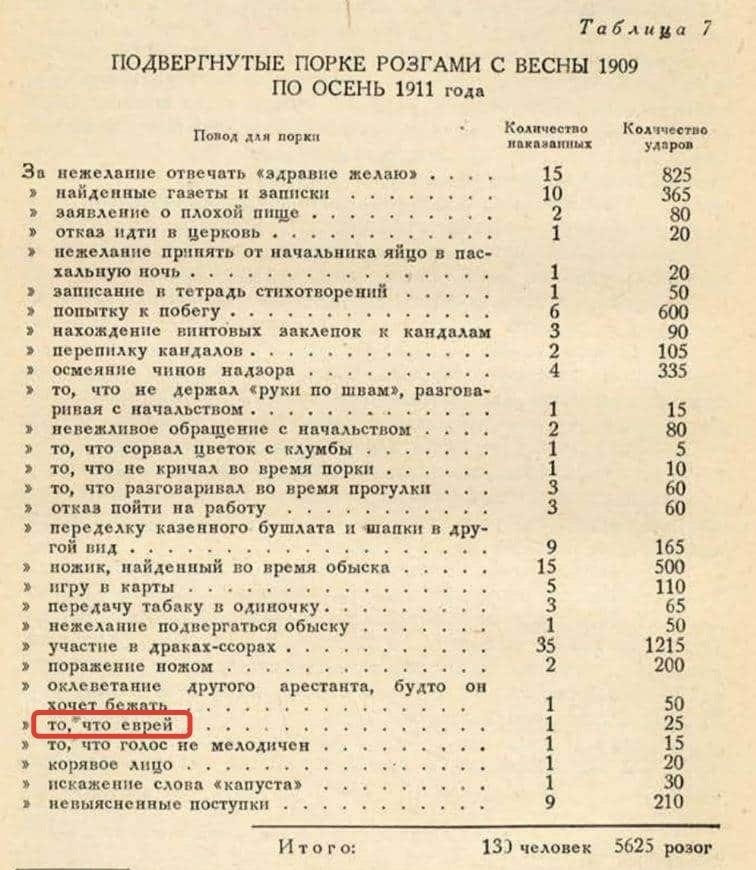 Таблица 7
ПОДВЕРГНУТЫЕ ПОРКЕ РОЗГАМИ С ВЕСНЫ 1909
ПО ОСЕНЬ 1911 года
Повод для порки Количество наказанных Количество ударов
За нежелание отвечать «здравие желаю» . . . . 15 825
» найденные газеты и записки . . . . . . . . 10 365
» заявление о плохой пище . . . . . . . . . . 2 80
» отказ идти в церковь . . . . . . . . . . . . 1 20
» нежелание принять от начальника яйцо в пас-
хальную ночь . . . . . . . . . . . . . . . . 1 20
» записание в тетрадь стихотворений . . . . . 1 50
» попытку к побегу . . . . . . . . . . . . . . 6 600
» нахождение винтовых заклепок к кандалам 3 90
» перепилку кандалов . . . . . . . . . . . . . 2 105
» осмеяние чинов надзора . . . . . . . . . . 4 335
» то, что не держал «руки по швам», разгова-
ривая с начальством . . . . . . . . . . . . . 1 15
» невежливое обращение с начальством . . . . 2 80
» то, что сорвал цветок с клумбы . . . . . . . 1 5
» то, что не кричал во время порки . . . . . . 1 10
» то, что разговаривал во время прогулки . . . 3 60
» отказ пойти на работу . . . . . . . . . . . 3 60
» переделку казенного бушлата и шапки в дру-
гой вид . . . . . . . . . . . . . . . . . . 9 165
» ножик, найденный во время обыска . . . . . 15 500
» игру в карты . . . . . . . . . . . . . . . . 5 110
» передачу табаку в одиночку . . . . . . . . . 3 65
» нежелание подвергаться обыску . . . . . . . 1 50
» участие в драках-ссорах . . . . . . . . . . . 35 1215
» поражение ножом . . . . . . . . . . . . . . 2 200
» оклеветание другого арестанта, будто он
хочет бежать . . . . . . . . . . . . . . . . 1 50
» то, что еврей . . . . . . . . . . . . . . . 1 25
» то, что голос не мелодичен . . . . . . . . . 1 15
» корявое лицо . . . . . . . . . . . . . . . . 1 20
» искажение слова «капуста» . . . . . . . . . 1 30
» невыясненные поступки . . . . . . . . . . . 9 210
Итого: человек 5625 розог